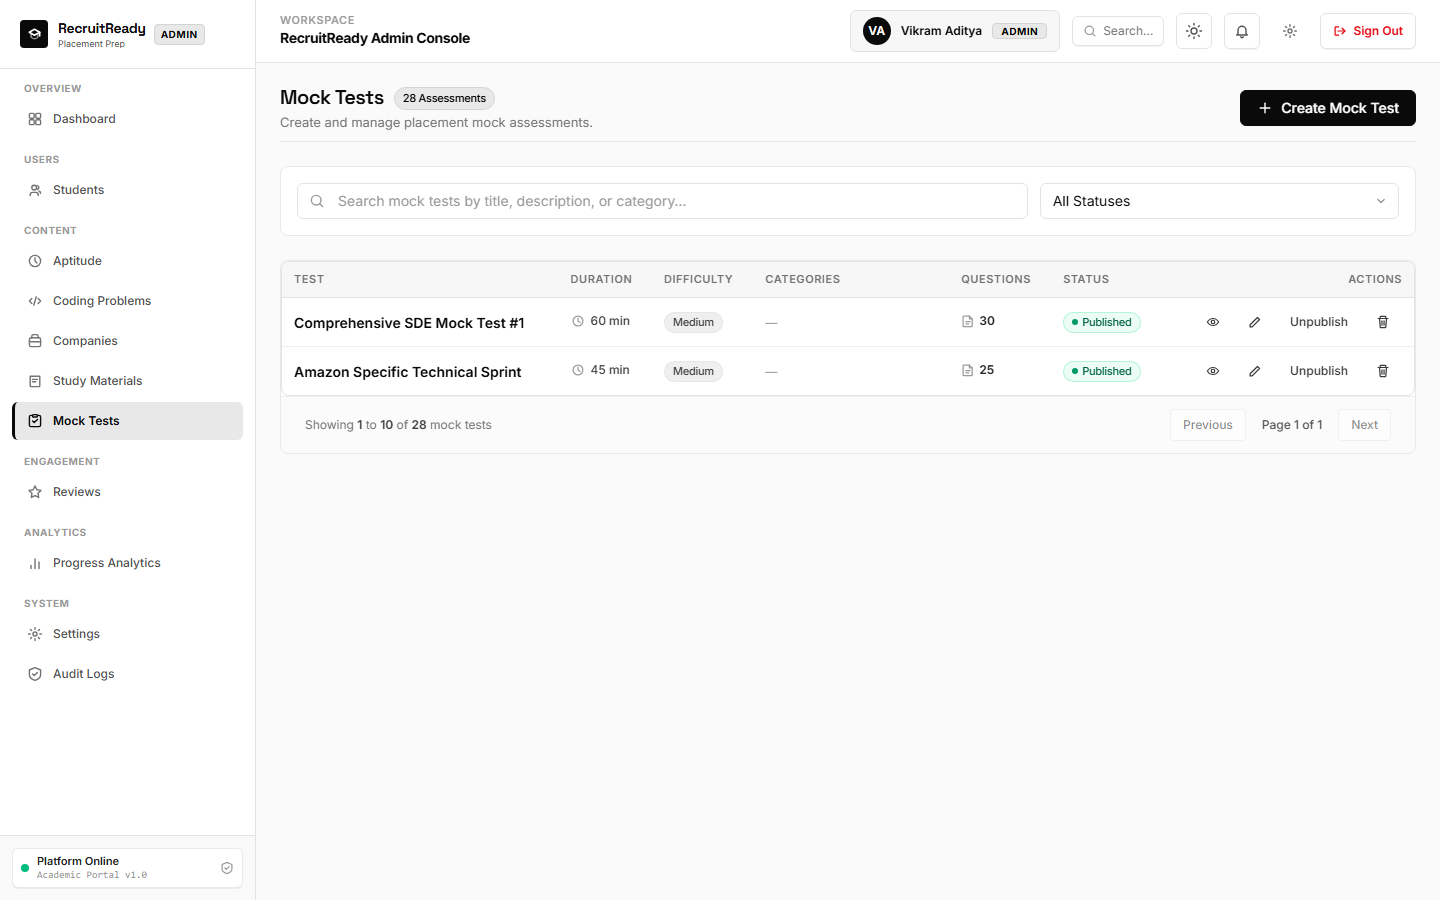 RecruitReady
Placement Prep
ADMIN
OVERVIEW
Dashboard
USERS
Students
CONTENT
Aptitude
Coding Problems
Companies
Study Materials
Mock Tests
ENGAGEMENT
Reviews
ANALYTICS
Progress Analytics
SYSTEM
Settings
Audit Logs
Platform Online
Academic Portal v1.0
WORKSPACE
RecruitReady Admin Console
VA Vikram Aditya ADMIN
Search...
Sign Out
Mock Tests 28 Assessments
Create and manage placement mock assessments.
Create Mock Test
Search mock tests by title, description, or category...
All Statuses
TEST DURATION DIFFICULTY CATEGORIES QUESTIONS STATUS ACTIONS
Comprehensive SDE Mock Test #1 60 min Medium — 30 Published Unpublish
Amazon Specific Technical Sprint 45 min Medium — 25 Published Unpublish
Showing 1 to 10 of 28 mock tests
Previous Page 1 of 1 Next